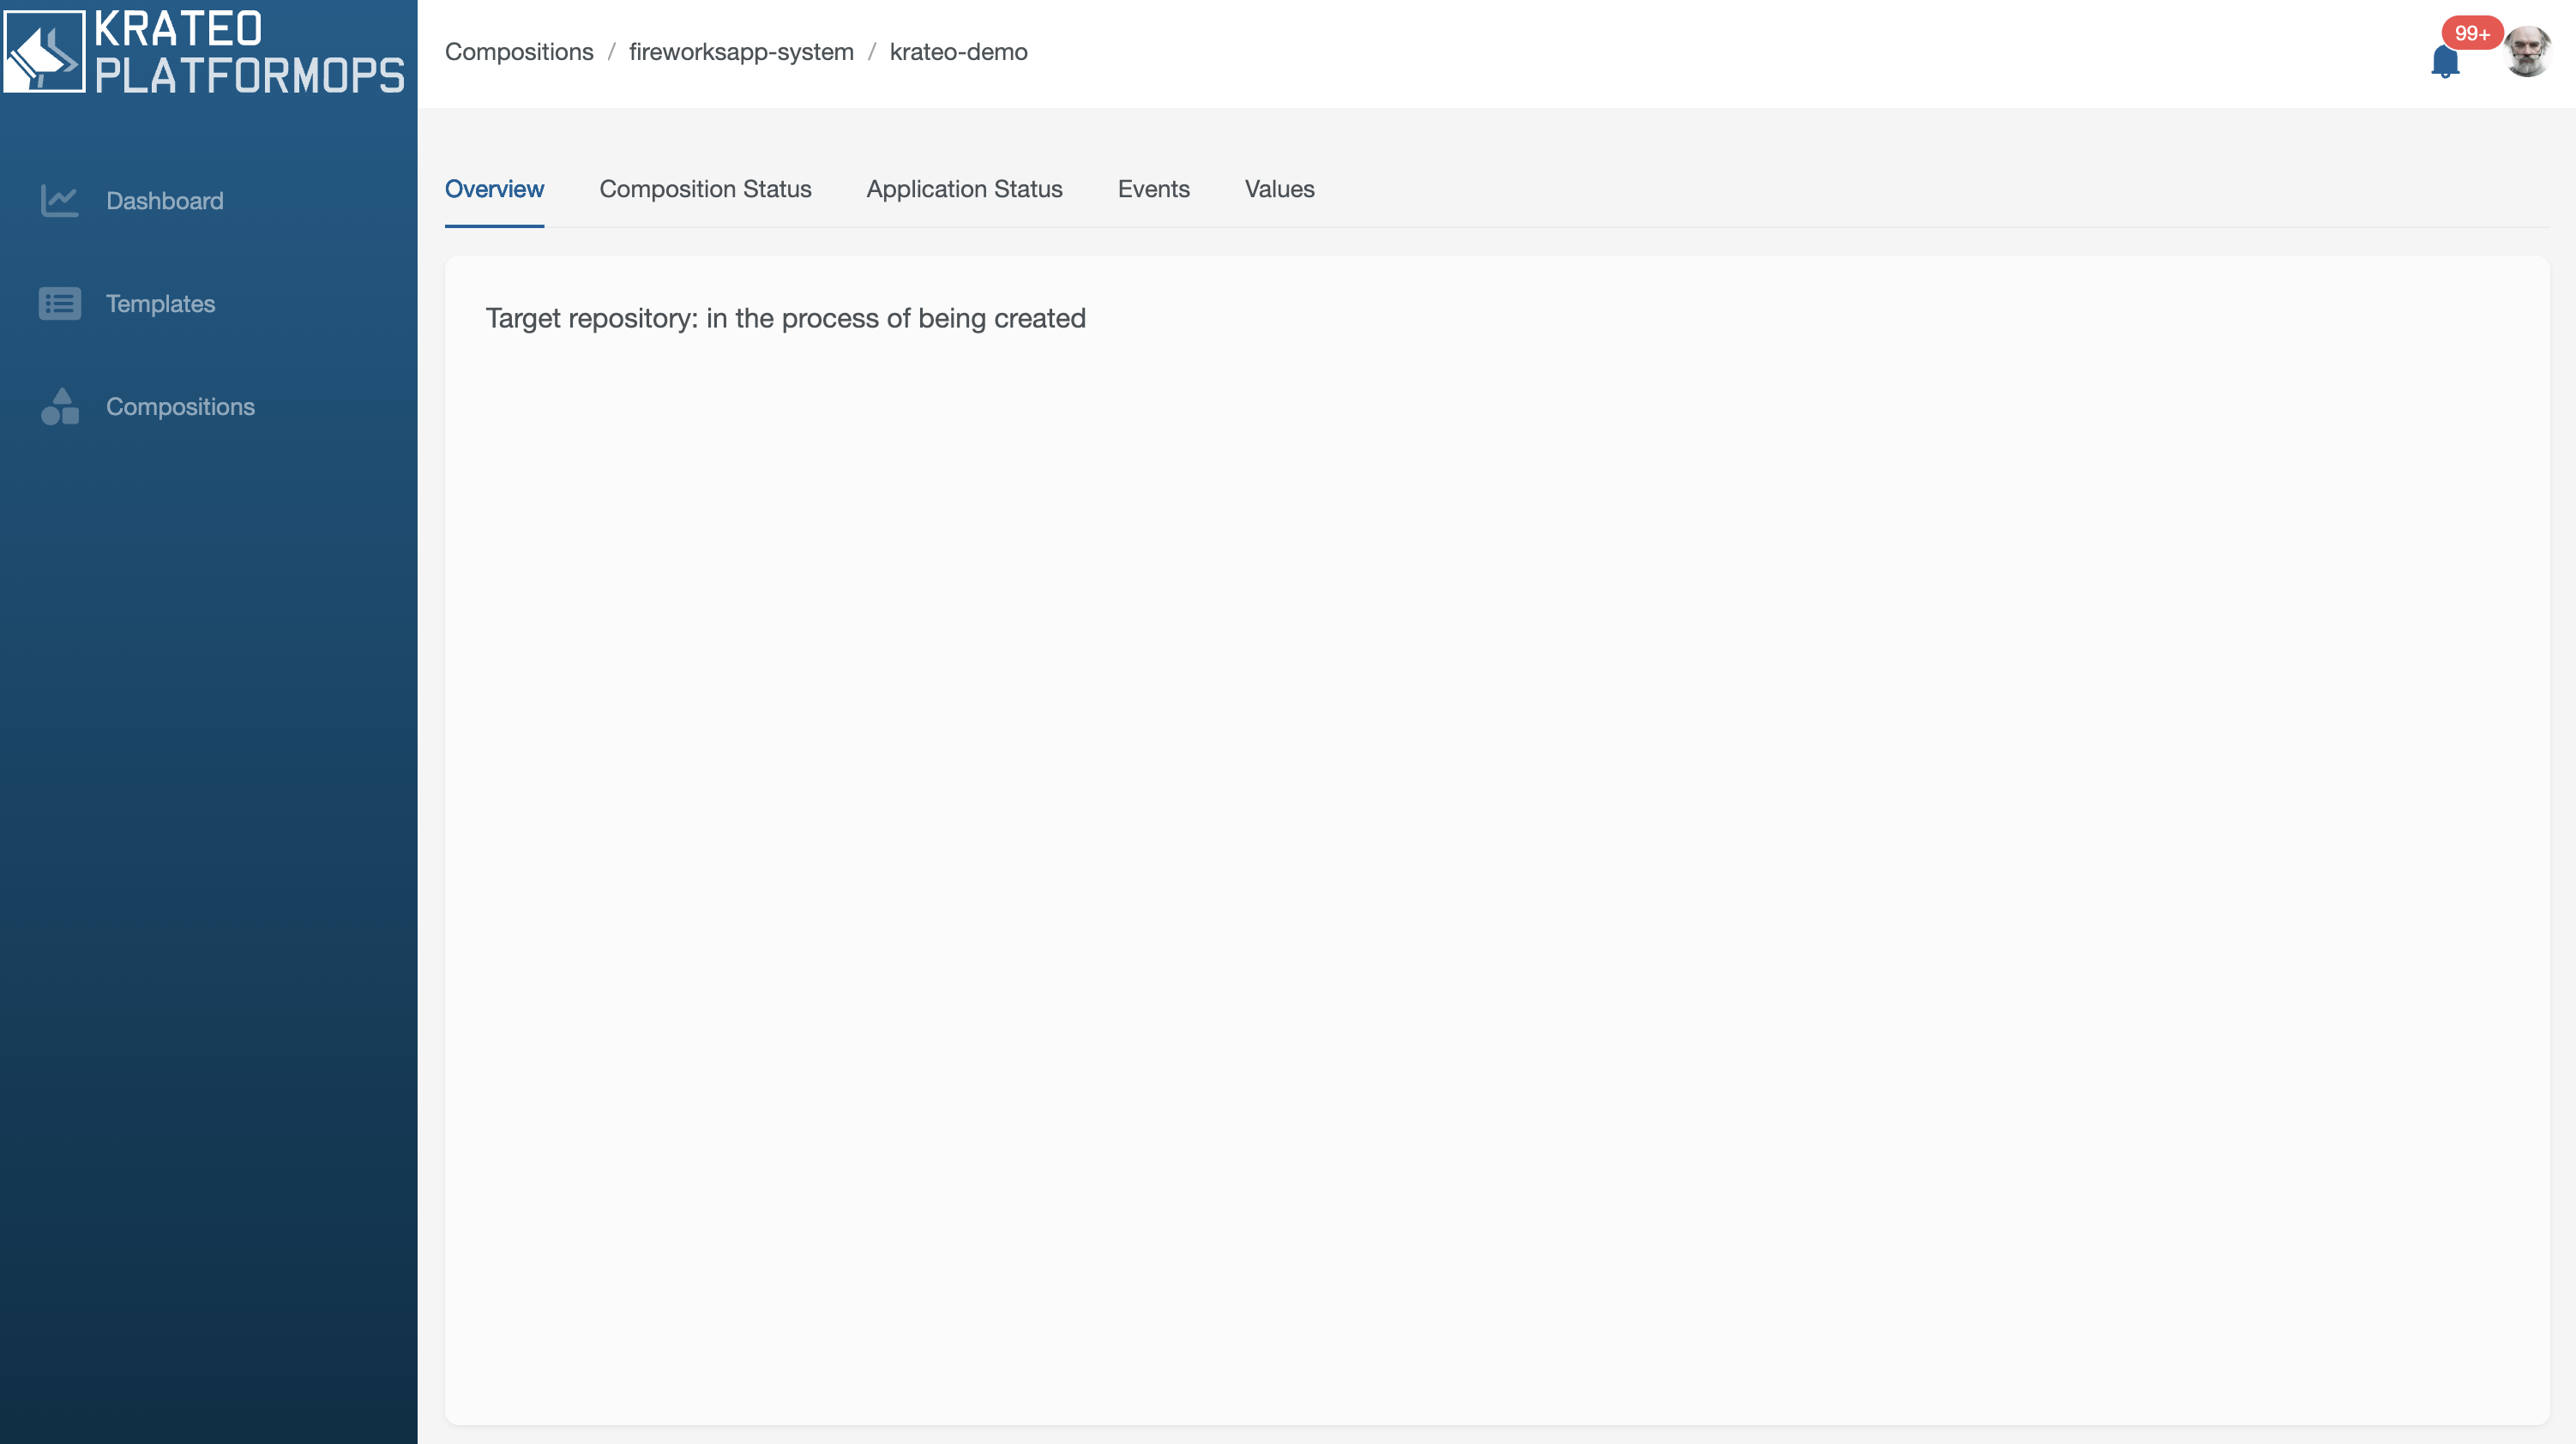 KRATEO
PLATFORMOPS
Compositions / fireworksapp-system / krateo-demo
99+
Dashboard
Templates
Compositions
Overview
Composition Status
Application Status
Events
Values
Target repository: in the process of being created